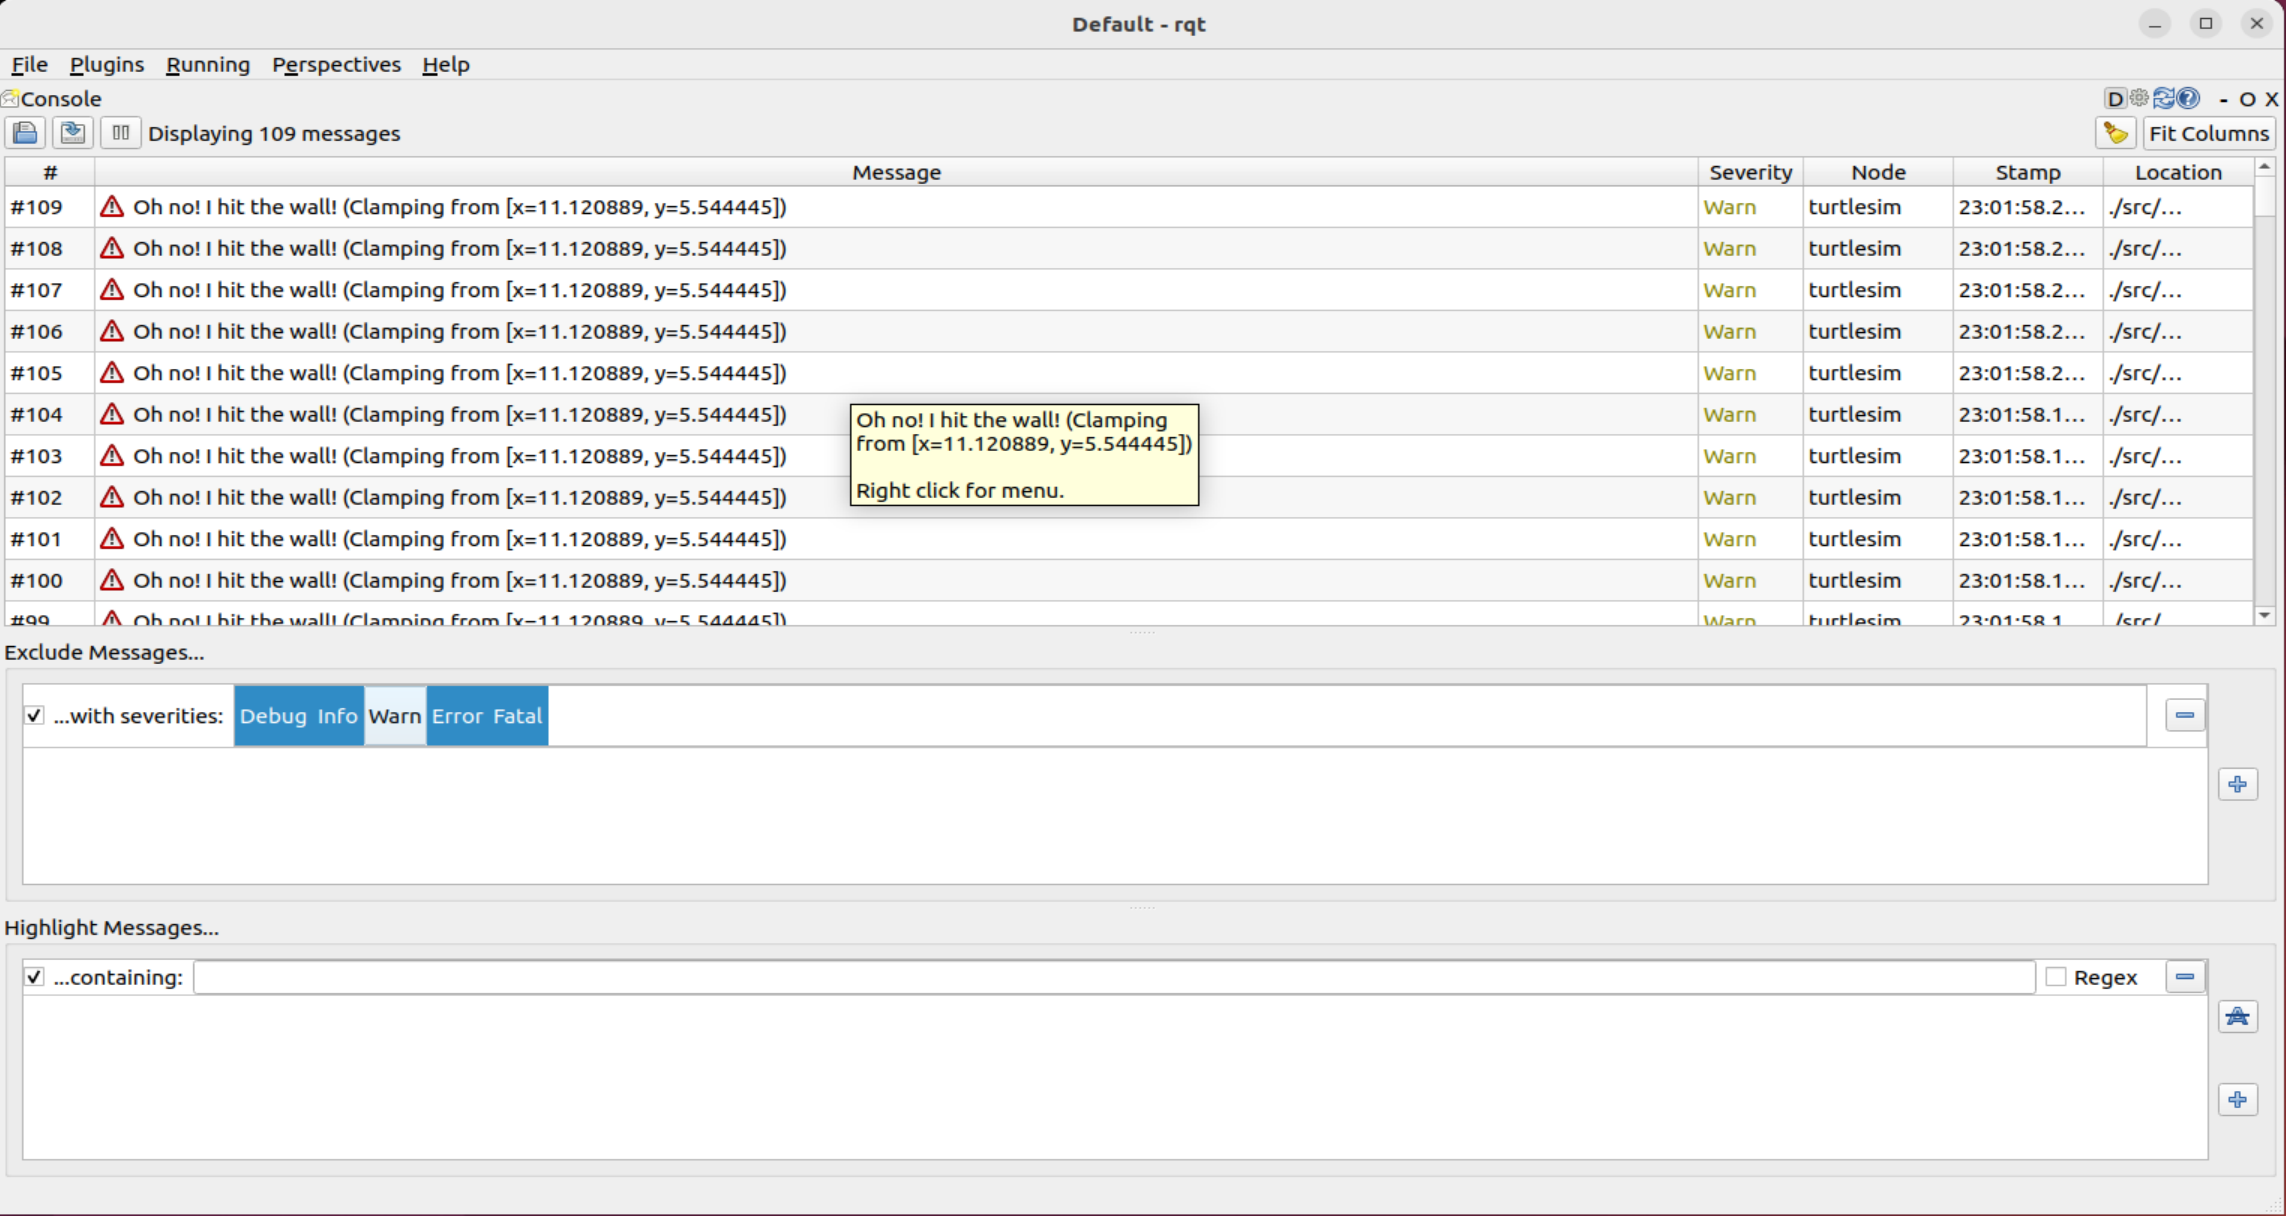 Default - rqt
File Plugins Running Perspectives Help
Console D - O X
Displaying 109 messages Fit Columns
# Message Severity Node Stamp Location
#109 Oh no! I hit the wall! (Clamping from [x=11.120889, y=5.544445]) Warn turtlesim 23:01:58.2... ./src/...
#108 Oh no! I hit the wall! (Clamping from [x=11.120889, y=5.544445]) Warn turtlesim 23:01:58.2... ./src/...
#107 Oh no! I hit the wall! (Clamping from [x=11.120889, y=5.544445]) Warn turtlesim 23:01:58.2... ./src/...
#106 Oh no! I hit the wall! (Clamping from [x=11.120889, y=5.544445]) Warn turtlesim 23:01:58.2... ./src/...
#105 Oh no! I hit the wall! (Clamping from [x=11.120889, y=5.544445]) Warn turtlesim 23:01:58.2... ./src/...
#104 Oh no! I hit the wall! (Clamping from [x=11.120889, y=5.544445]) Warn turtlesim 23:01:58.1... ./src/...
#103 Oh no! I hit the wall! (Clamping from [x=11.120889, y=5.544445]) Warn turtlesim 23:01:58.1... ./src/...
#102 Oh no! I hit the wall! (Clamping from [x=11.120889, y=5.544445]) Warn turtlesim 23:01:58.1... ./src/...
#101 Oh no! I hit the wall! (Clamping from [x=11.120889, y=5.544445]) Warn turtlesim 23:01:58.1... ./src/...
#100 Oh no! I hit the wall! (Clamping from [x=11.120889, y=5.544445]) Warn turtlesim 23:01:58.1... ./src/...
#99 Oh no! I hit the wall! (Clamping from [x=11.120889, y=5.544445]) Warn turtlesim 23:01:58.1 /src/
Oh no! I hit the wall! (Clamping
from [x=11.120889, y=5.544445])
Right click for menu.
Exclude Messages...
...with severities: Debug Info Warn Error Fatal
Highlight Messages...
...containing: Regex